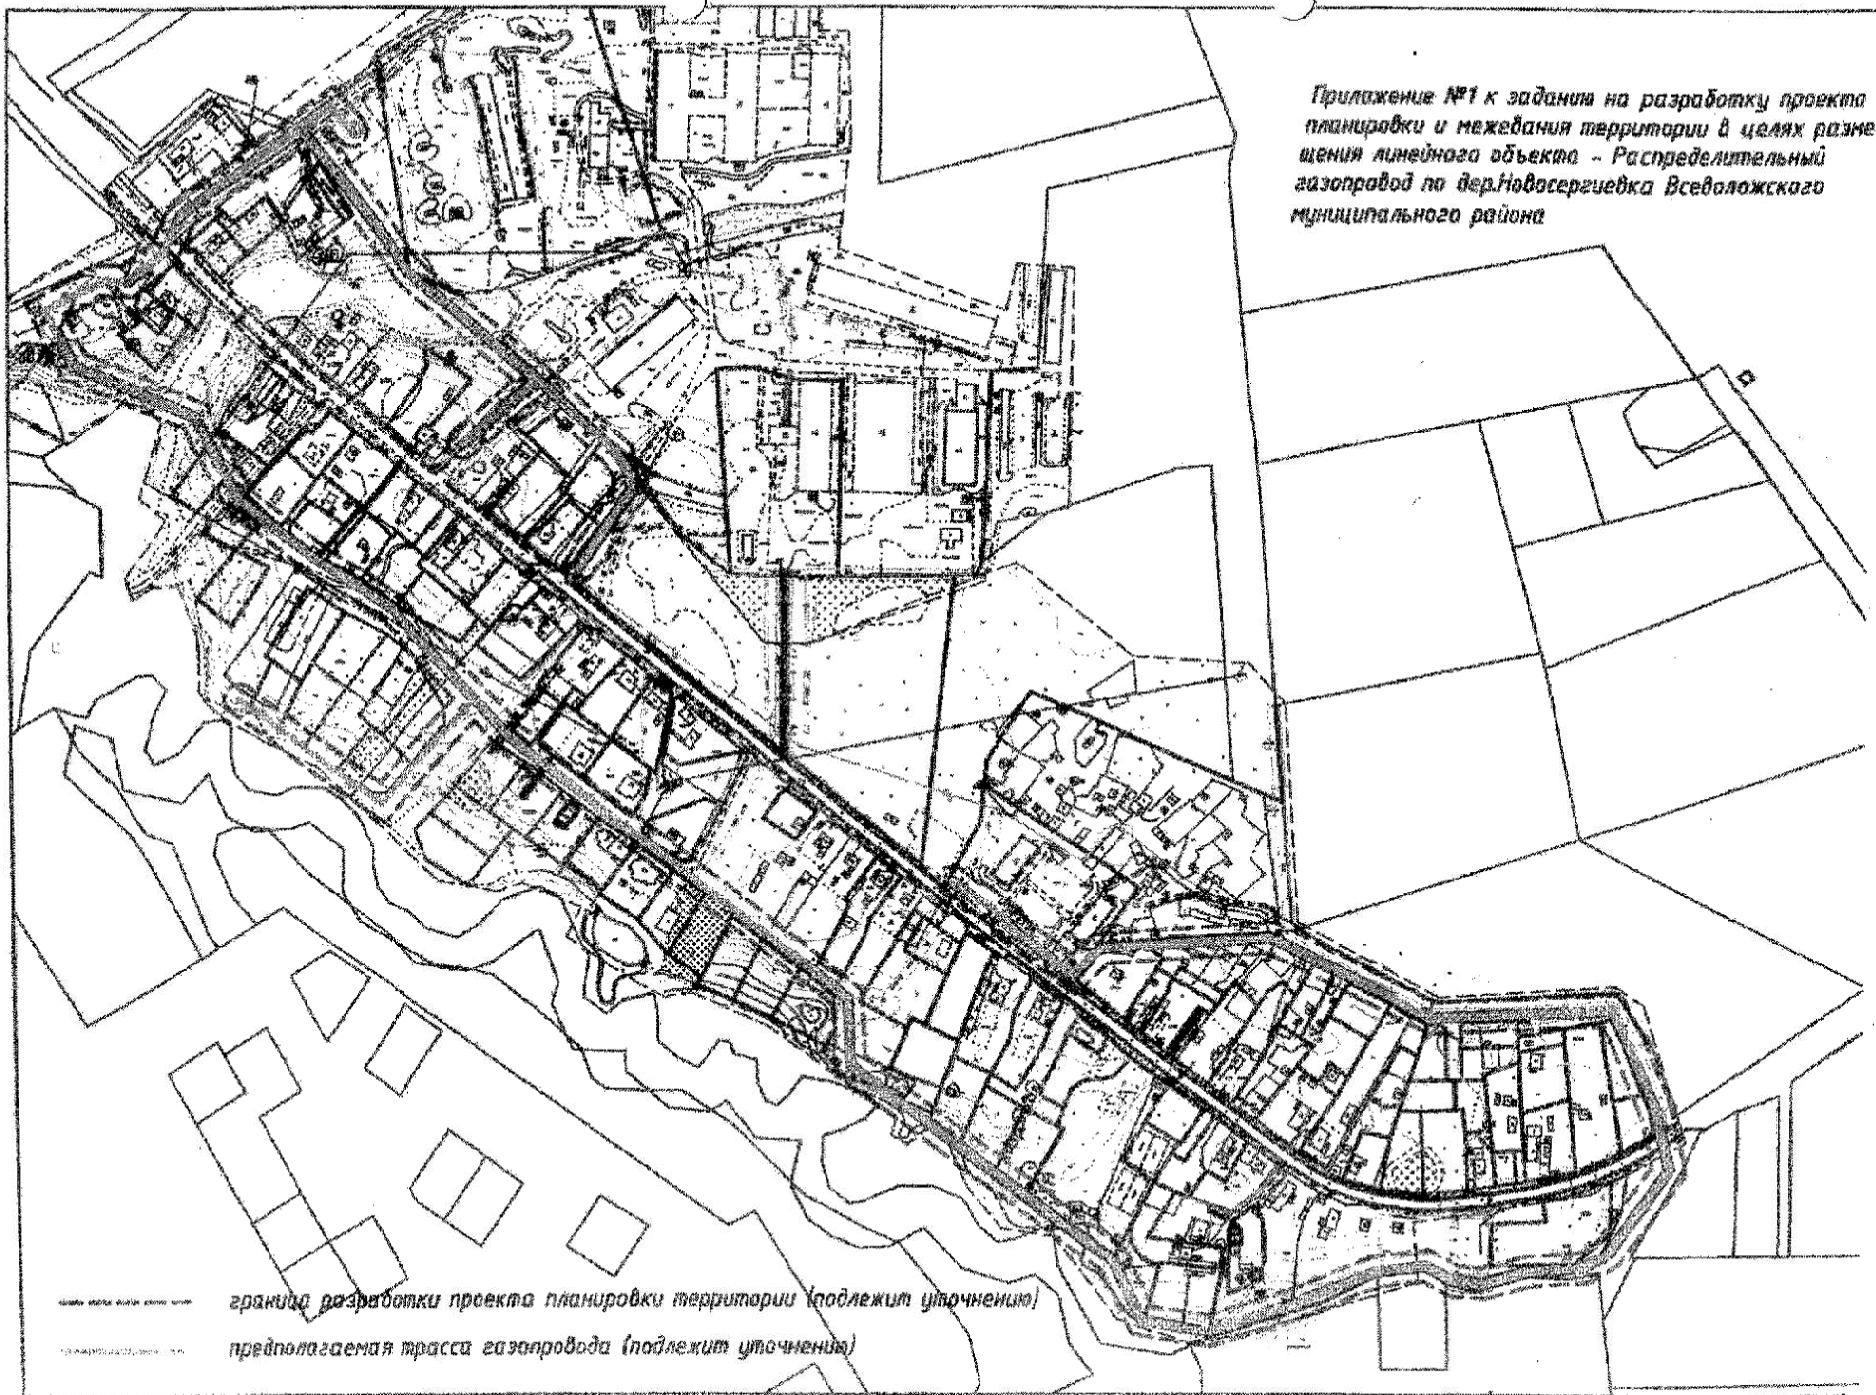 Приложение №1 к заданию на разработку проекта
планировки и межевания территории в целях разме
щения линейного объекта - Распределительный
газопровод по дер.Новосергиевка Всеволожского
муниципального района
граница разработки проекта планировки территории (подлежит уточнению)
предполагаемая трасса газопровода (подлежит уточнению)